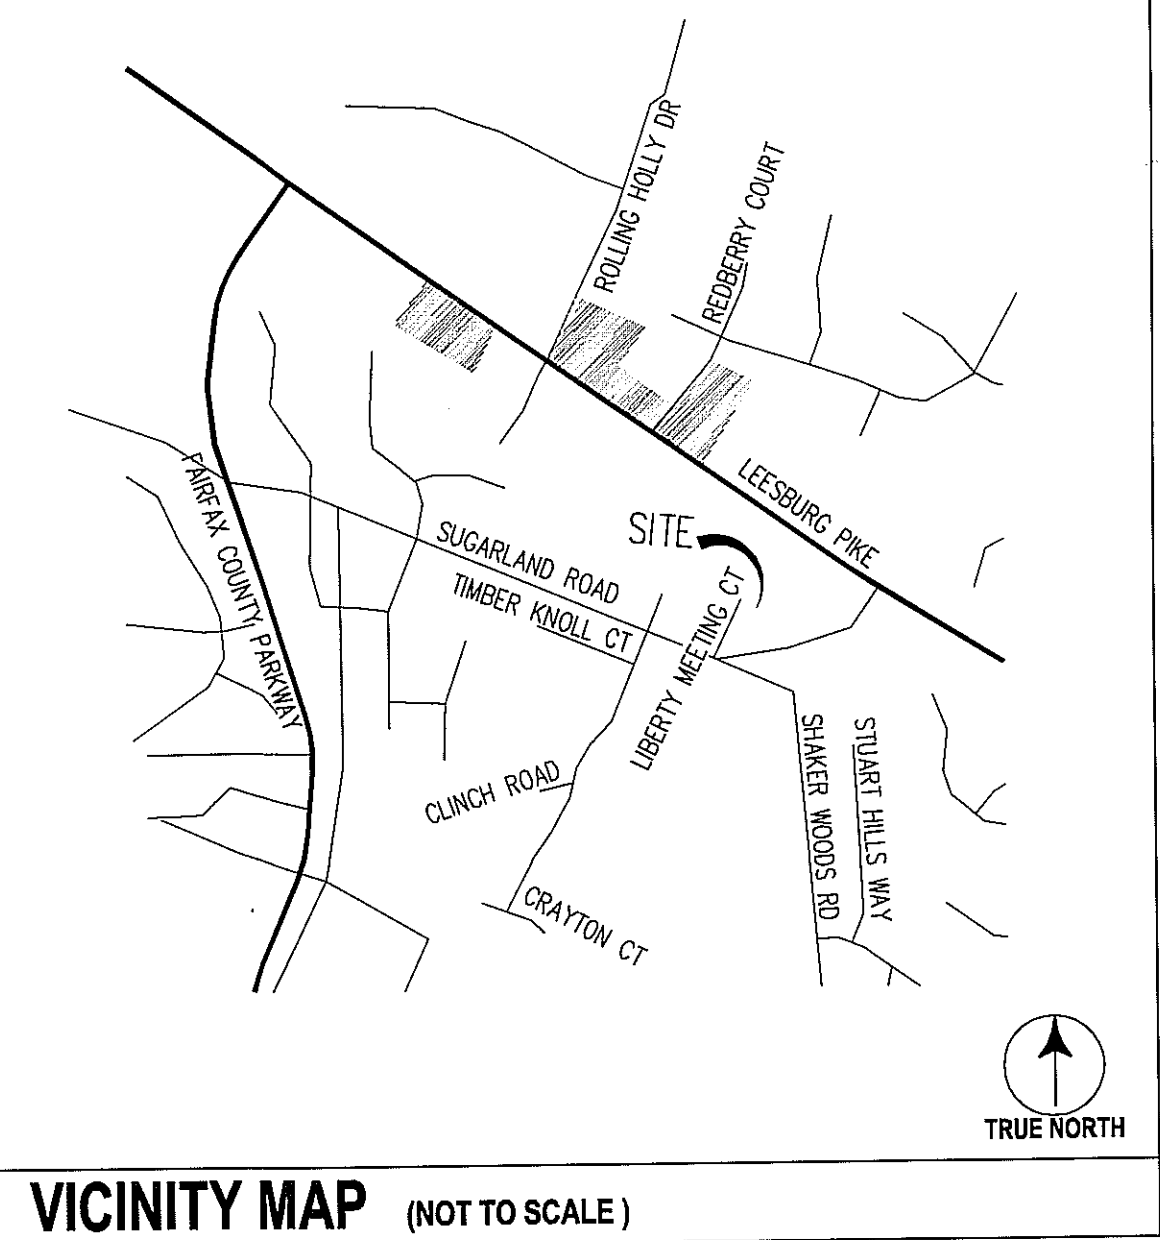 ROLLING HOLLY DR
REDBERRY COURT
LEESBURG PIKE
FAIRFAX COUNTY PARKWAY
SITE
SUGARLAND ROAD
TIMBER KNOLL CT
LIBERTY MEETING CT
CLINCH ROAD
SHAKER WOODS RD
STUART HILLS WAY
CRAYTON CT
TRUE NORTH
VICINITY MAP (NOT TO SCALE )